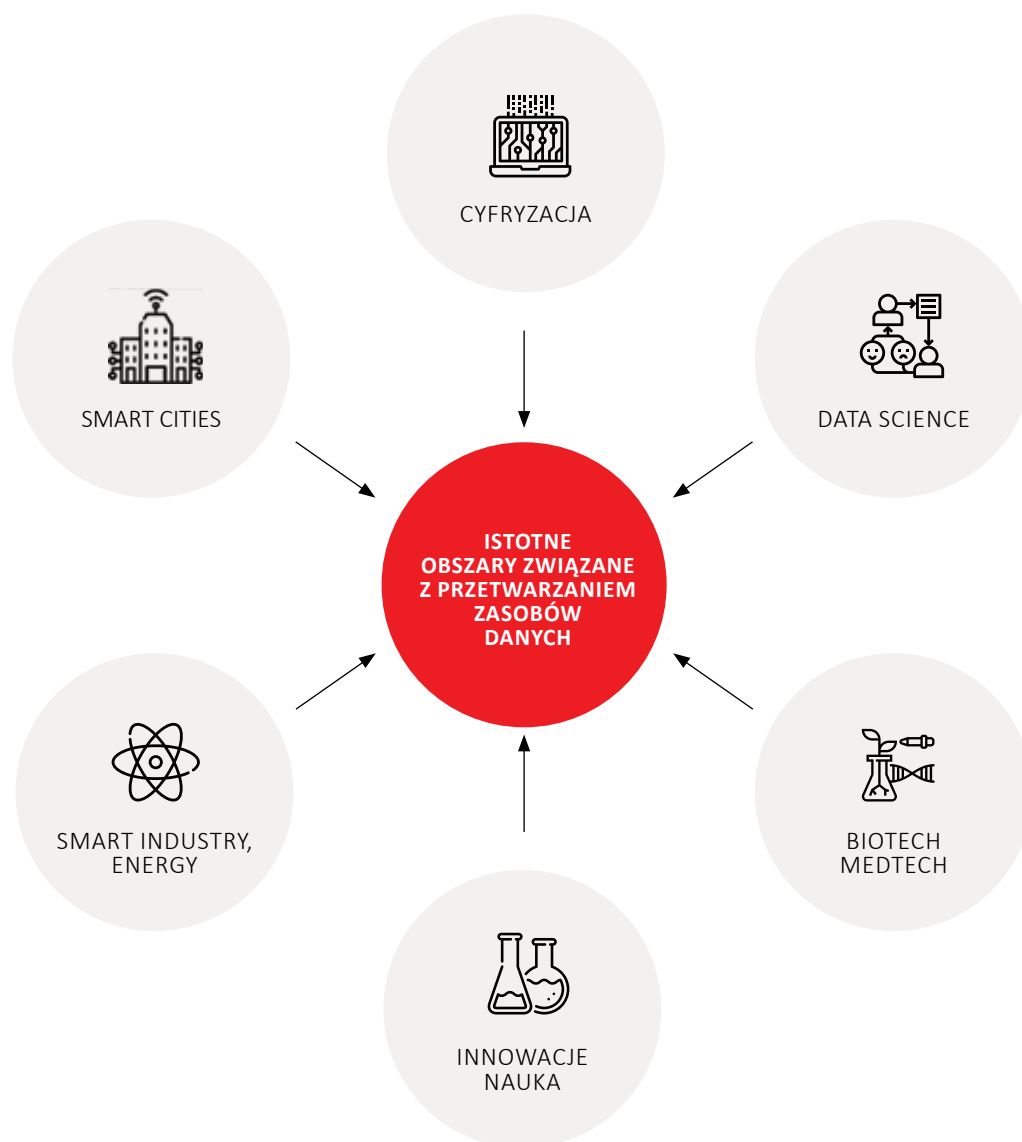 CYFRYZACJA
SMART CITIES
DATA SCIENCE
ISTOTNE
OBSZARY ZWIĄZANE
Z PRZETWARZANIEM
ZASOBÓW
DANYCH
SMART INDUSTRY,
ENERGY
BIOTECH
MEDTECH
INNOWACJE
NAUKA